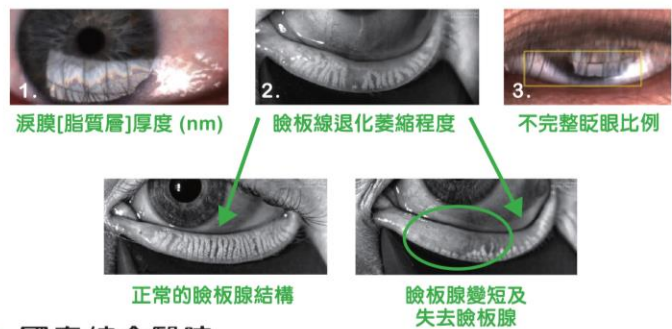 1.
2.
3.
淚膜[脂質層]厚度 (nm)
瞼板線退化萎縮程度
不完整眨眼比例
正常的瞼板腺結構
瞼板腺變短及
失去瞼板腺